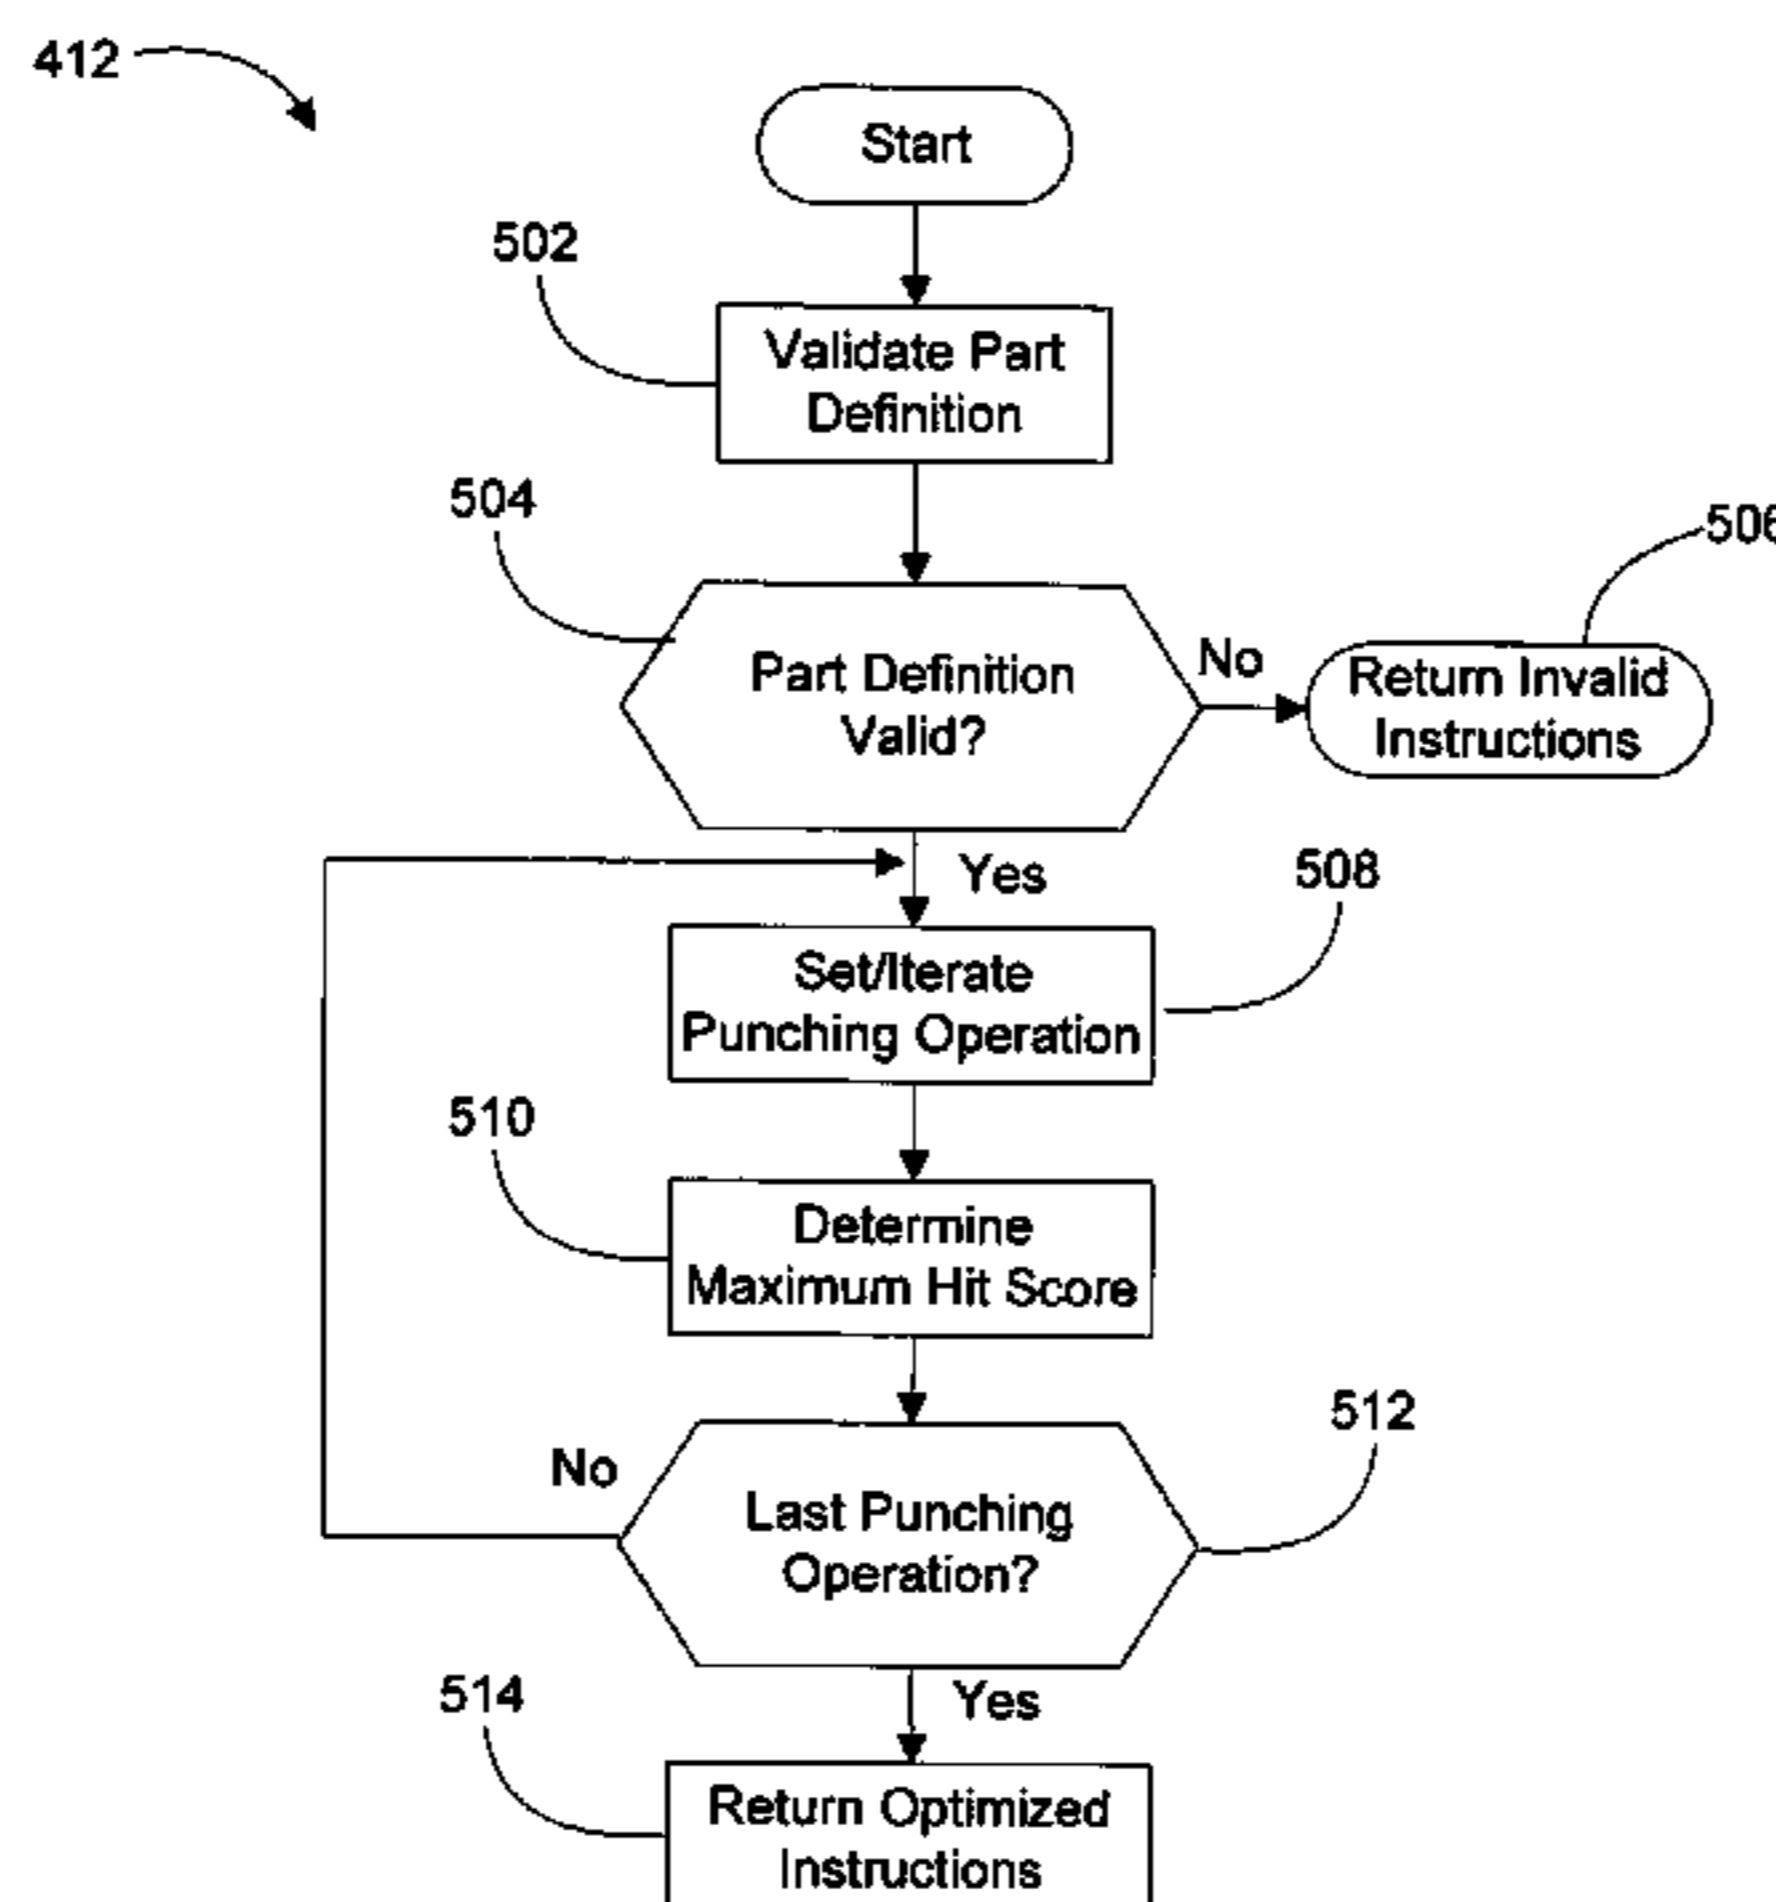 412
Start
502
Validate Part
Definition
504
506
Part Definition
Valid?
No
Return Invalid
Instructions
Yes
508
Set/Iterate
Punching Operation
510
Determine
Maximum Hit Score
512
No
Last Punching
Operation?
514
Yes
Return Optimized
Instructions